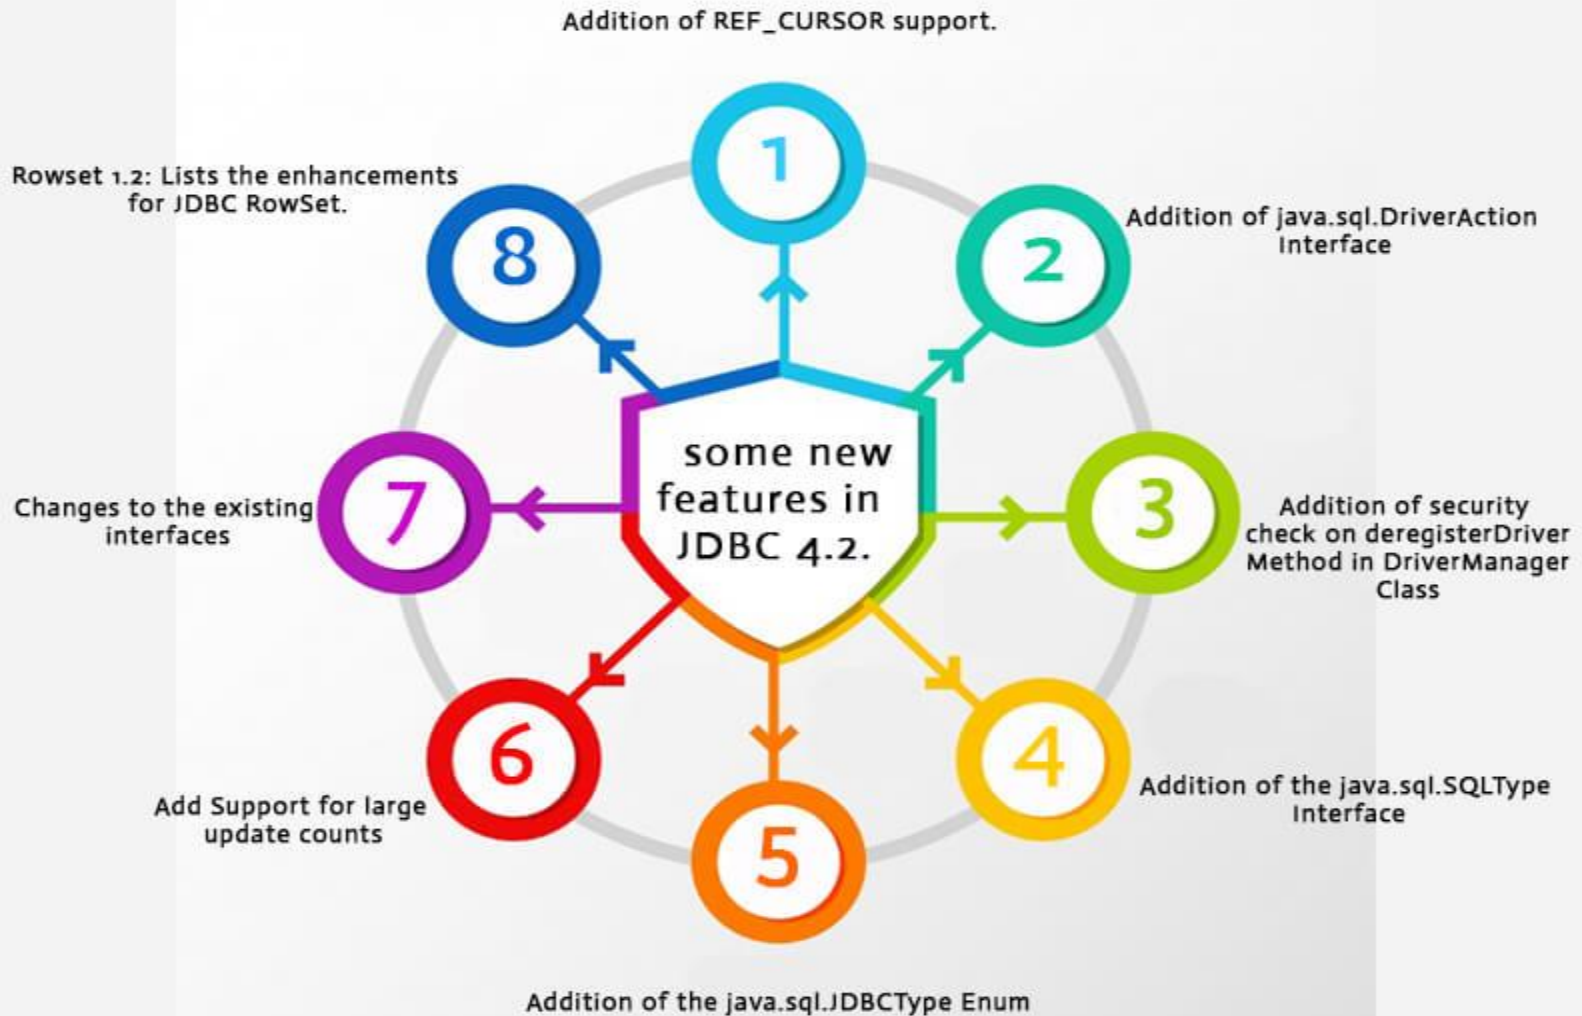 Addition of REF_CURSOR support.
1
Rowset 1.2: Lists the enhancements
for JDBC RowSet.
8
2
Addition of java.sql.DriverAction
Interface
some new
features in
JDBC 4.2.
7
Changes to the existing
interfaces
3
Addition of security
check on deregisterDriver
Method in DriverManager
Class
6
Add Support for large
update counts
4
Addition of the java.sql.SQLType
Interface
5
Addition of the java.sql.JDBCType Enum